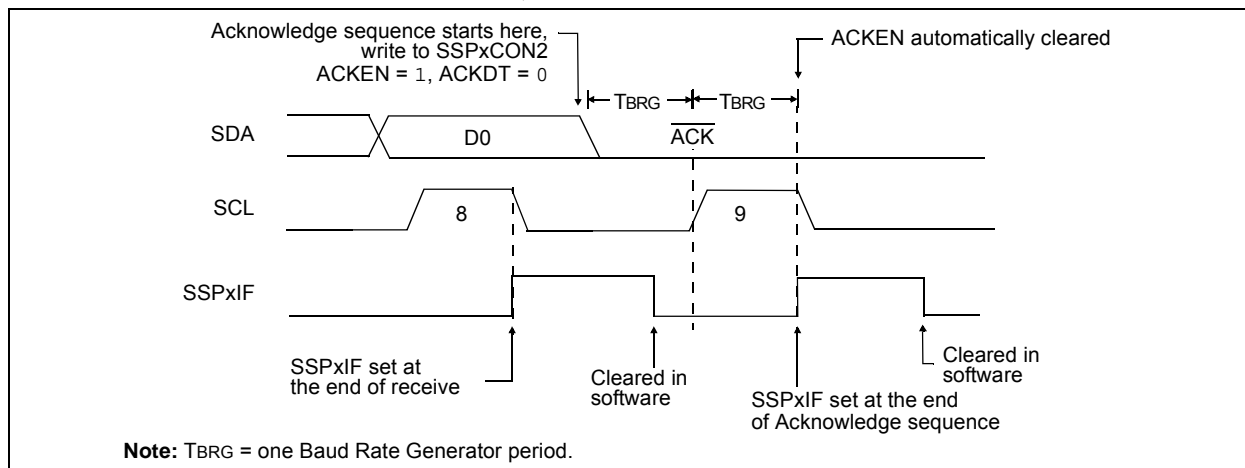 Acknowledge sequence starts here,
write to SSPxCON2
ACKEN = 1, ACKDT = 0
ACKEN automatically cleared
TBRG
TBRG
SDA
D0
ACK
SCL
8
9
SSPxIF
SSPxIF set at
the end of receive
Cleared in
software
SSPxIF set at the end
of Acknowledge sequence
Cleared in
software
Note: TBRG = one Baud Rate Generator period.